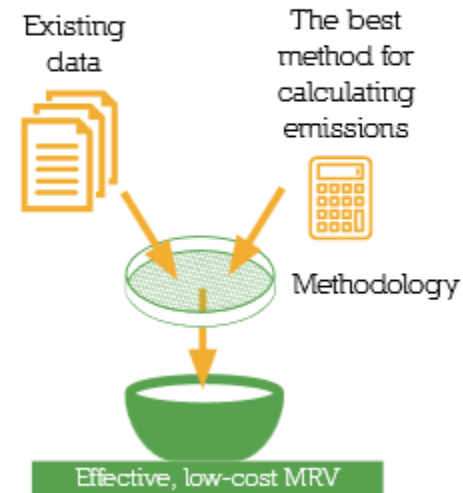 Existing
data
The best
method for
calculating
emissions
Methodology
Effective, low-cost MRV